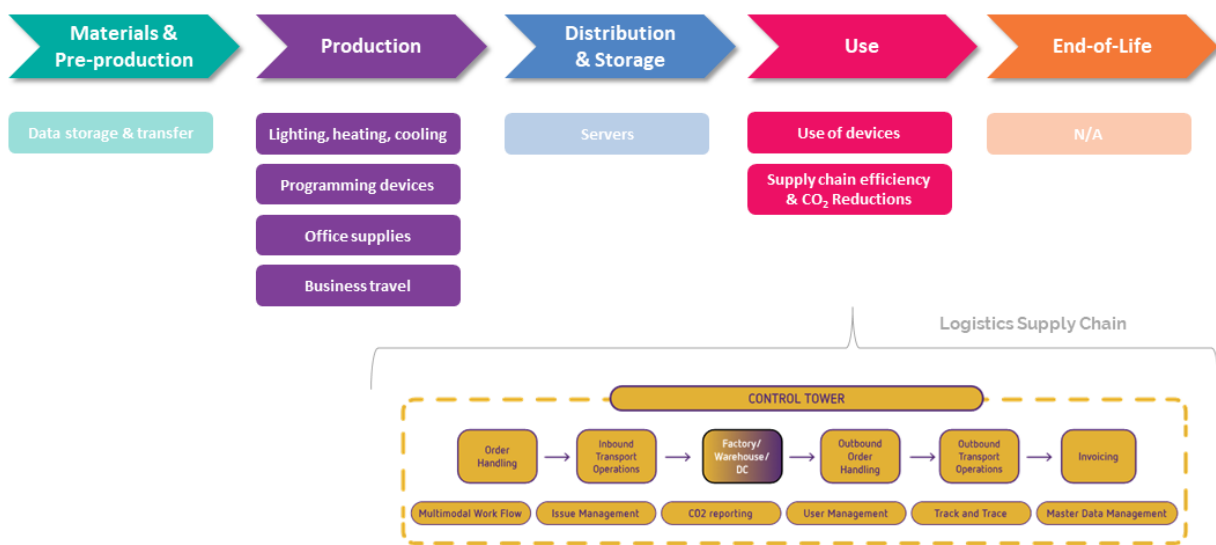 Materials &
Pre-production
Production
Distribution
& Storage
Use
End-of-Life
Data storage & transfer
Lighting, heating, cooling
Servers
Use of devices
N/A
Programming devices
Supply chain efficiency
& CO₂ Reductions
Office supplies
Business travel
Logistics Supply Chain
CONTROL TOWER
Order
Handling
Inbound
Transport
Operations
Factory/
Warehouse/
DC
Outbound
Order
Handling
Outbound
Transport
Operations
Invoicing
Multimodal Work Flow
Issue Management
CO2 reporting
User Management
Track and Trace
Master Data Management